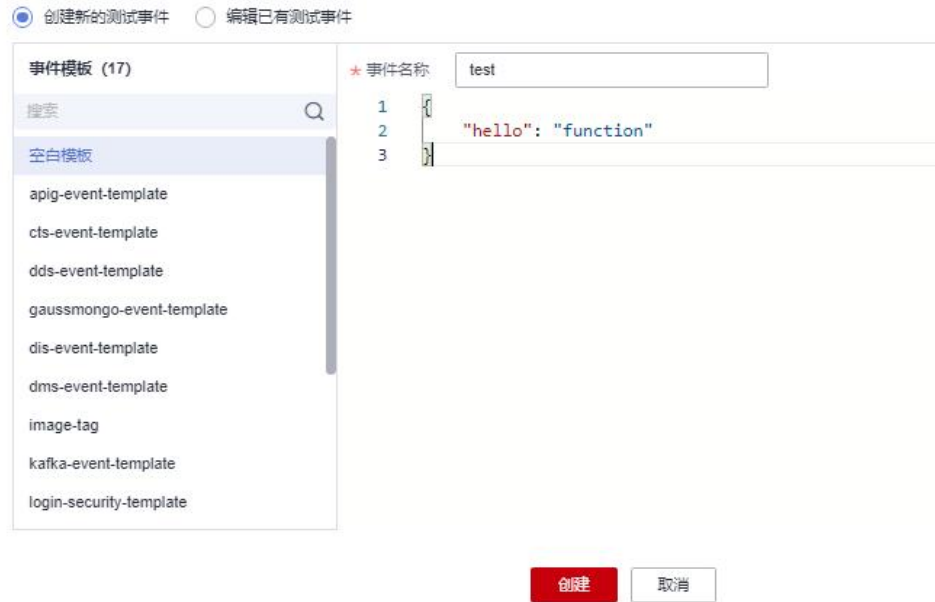 创建新的测试事件 编辑已有测试事件
事件模板 (17)
搜索
空白模板
apig-event-template
cts-event-template
dds-event-template
gaussmongo-event-template
dis-event-template
dms-event-template
image-tag
kafka-event-template
login-security-template
* 事件名称 test
1 {
2 "hello": "function"
3 }
创建 取消